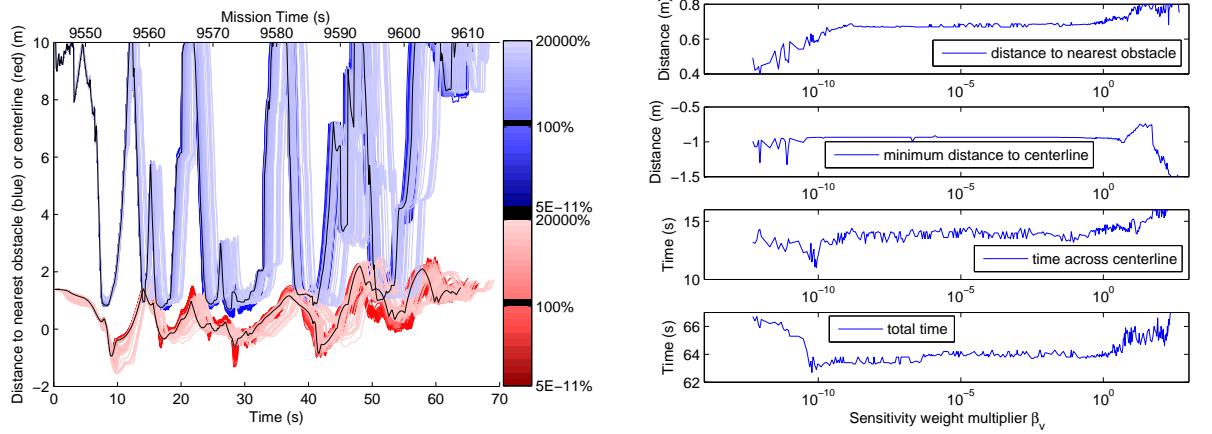 Mission Time (s)
9550 9560 9570 9580 9590 9600 9610
Distance to nearest obstacle (blue) or centerline (red) (m)
10
8
6
4
2
0
−2
0 10 20 30 40 50 60 70
Time (s)
20000%
100%
5E−11%
20000%
100%
5E−11%
Distance (m)
0.8
0.6
0.4
distance to nearest obstacle
10^−10 10^−5 10^0
Distance (m)
−0.5
−1
−1.5
minimum distance to centerline
10^−10 10^−5 10^0
Time (s)
15
10
time across centerline
10^−10 10^−5 10^0
Time (s)
66
64
62
total time
10^−10 10^−5 10^0
Sensitivity weight multiplier β_v